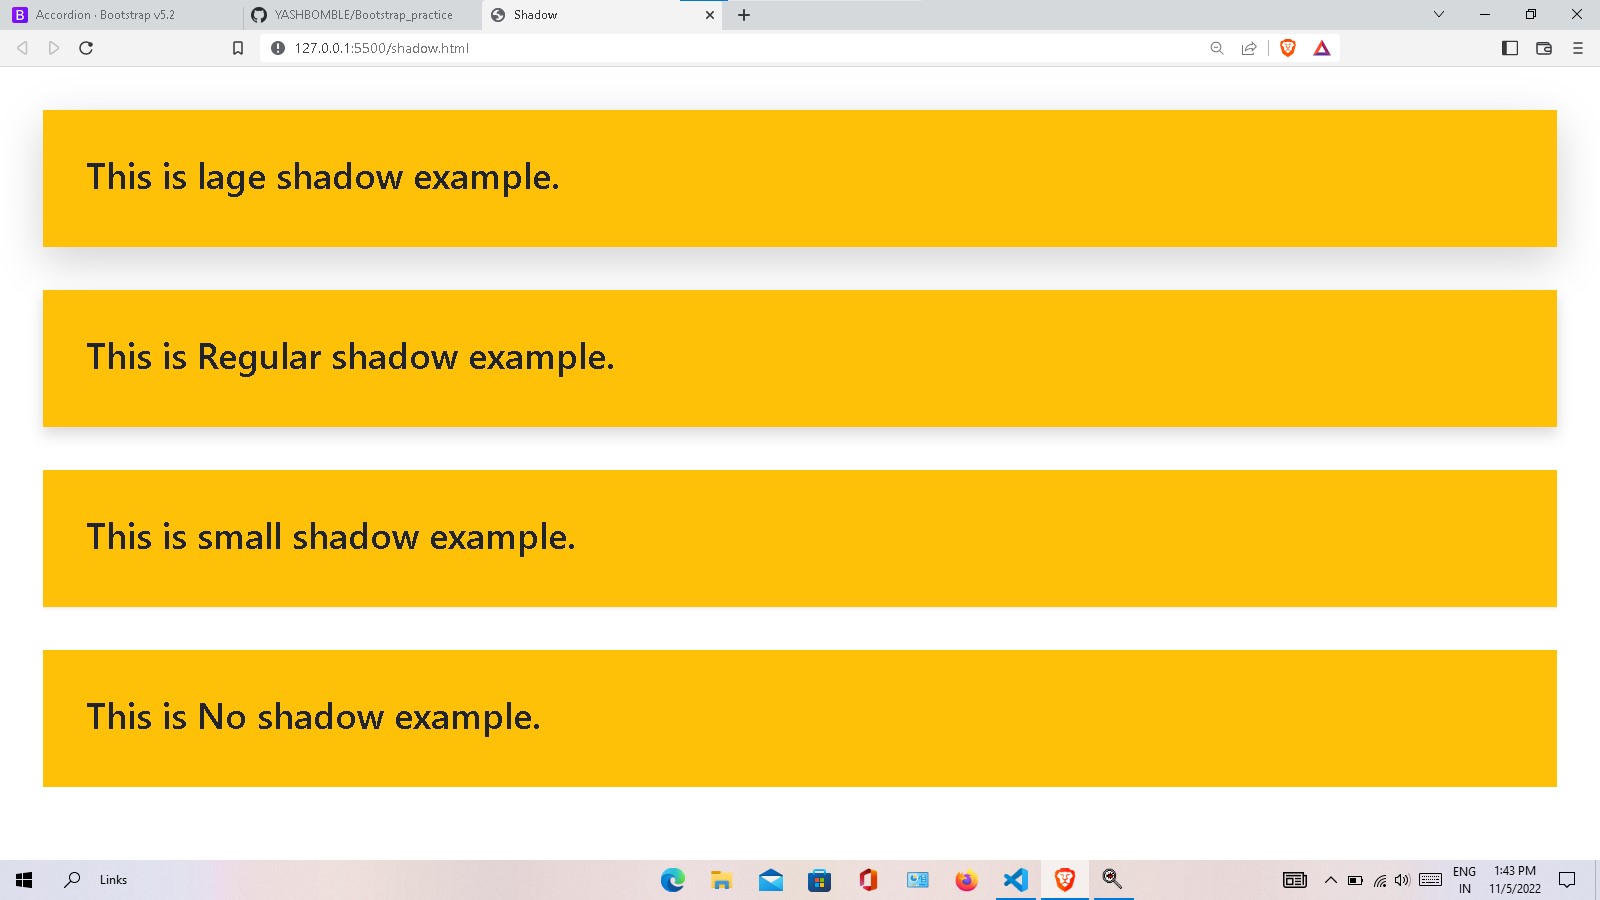 Accordion · Bootstrap v5.2
YASHBOMBLE/Bootstrap_practice
Shadow
127.0.0.1:5500/shadow.html
This is lage shadow example.
This is Regular shadow example.
This is small shadow example.
This is No shadow example.
Links
ENG
IN
1:43 PM
11/5/2022